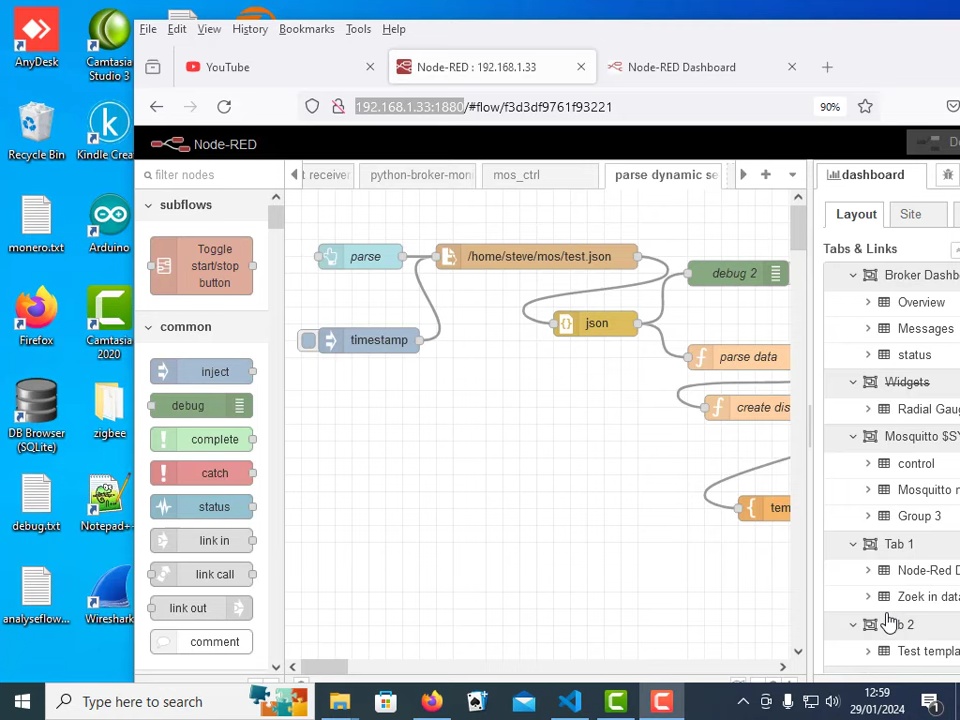 File Edit View History Bookmarks Tools Help
YouTube
Node-RED : 192.168.1.33
Node-RED Dashboard
192.168.1.33:1880/#flow/f3d3df9761f93221
90%
Node-RED
De
AnyDesk
Camtasia
Studio 3
Recycle Bin
Kindle Crea
monero.txt
Arduino
Firefox
Camtasia
2020
DB Browser
(SQLite)
zigbee
debug.txt
Notepad+
analyseflow...
Wireshark
filter nodes
subflows
Toggle
start/stop
button
common
inject
debug
complete
catch
status
link in
link call
link out
comment
t receiver
python-broker-moni
mos_ctrl
parse dynamic se
parse
/home/steve/mos/test.json
timestamp
json
debug 2
parse data
create dis
tem
dashboard
Layout
Site
Tabs & Links
Broker Dashb
Overview
Messages
status
Widgets
Radial Gau
Mosquitto $SY
control
Mosquitto m
Group 3
Tab 1
Node-Red D
Zoek in data
b 2
Test templa
Type here to search
12:59
29/01/2024
1